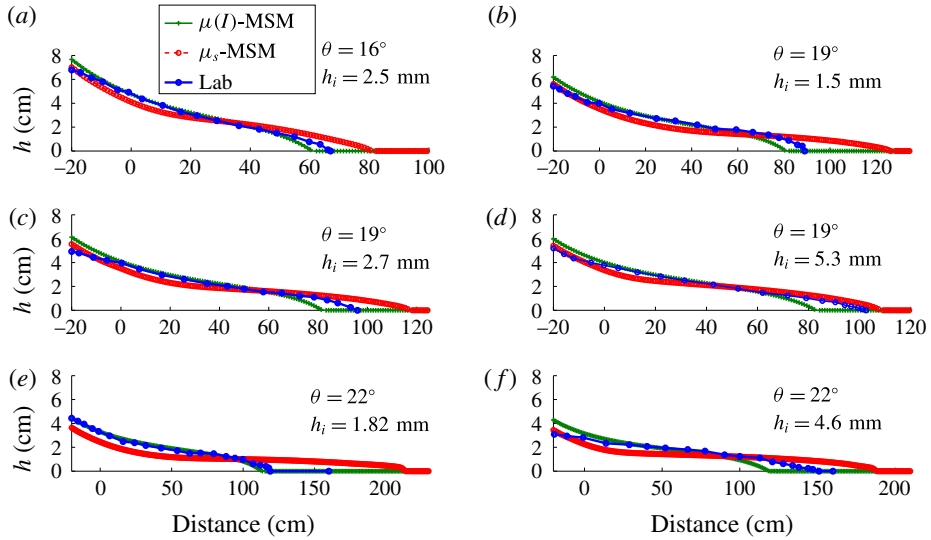 (a)
μ(I)-MSM
μs-MSM
Lab
θ = 16°
hi = 2.5 mm
h (cm)
8
6
4
2
0
–20 0 20 40 60 80 100
(b)
θ = 19°
hi = 1.5 mm
8
6
4
2
0
–20 0 20 40 60 80 100 120
(c)
θ = 19°
hi = 2.7 mm
h (cm)
8
6
4
2
0
–20 0 20 40 60 80 100 120
(d)
θ = 19°
hi = 5.3 mm
8
6
4
2
0
–20 0 20 40 60 80 100 120
(e)
θ = 22°
hi = 1.82 mm
h (cm)
8
6
4
2
0
0 50 100 150 200
Distance (cm)
(f)
θ = 22°
hi = 4.6 mm
8
6
4
2
0
0 50 100 150 200
Distance (cm)